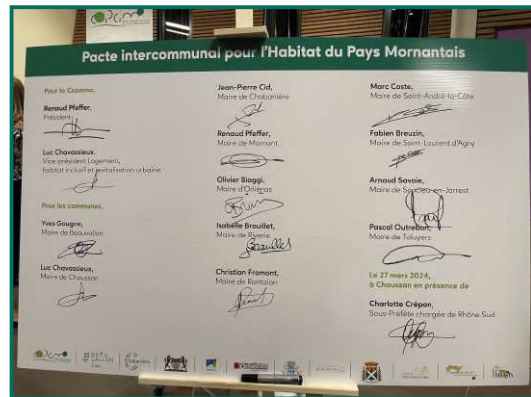 copamo
Pacte intercommunal pour l'Habitat du Pays Mornantais
Pour la Copamo,
Renaud Pfeffer,
Président
Luc Chavassieux,
Vice-président Logement,
habitat inclusif et revitalisation urbaine
Pour les communes,
Yves Gougne,
Maire de Beauvallon
Luc Chavassieux,
Maire de Chaussan
Jean-Pierre Cid,
Maire de Chabanière
Renaud Pfeffer,
Maire de Mornant
Olivier Biaggi,
Maire d'Orliénas
Isabelle Brouillet,
Maire de Riverie
Christian Fromont,
Maire de Rontalon
Marc Coste,
Maire de Saint-André-la-Côte
Fabien Breuzin,
Maire de Saint-Laurent d'Agny
Arnaud Savoie,
Maire de Soucieu-en-Jarrest
Pascal Outrebon,
Maire de Taluyers
Le 27 mars 2024,
à Chaussan en présence de
Charlotte Crépon,
Sous-Préfète chargée de Rhône Sud
copamo